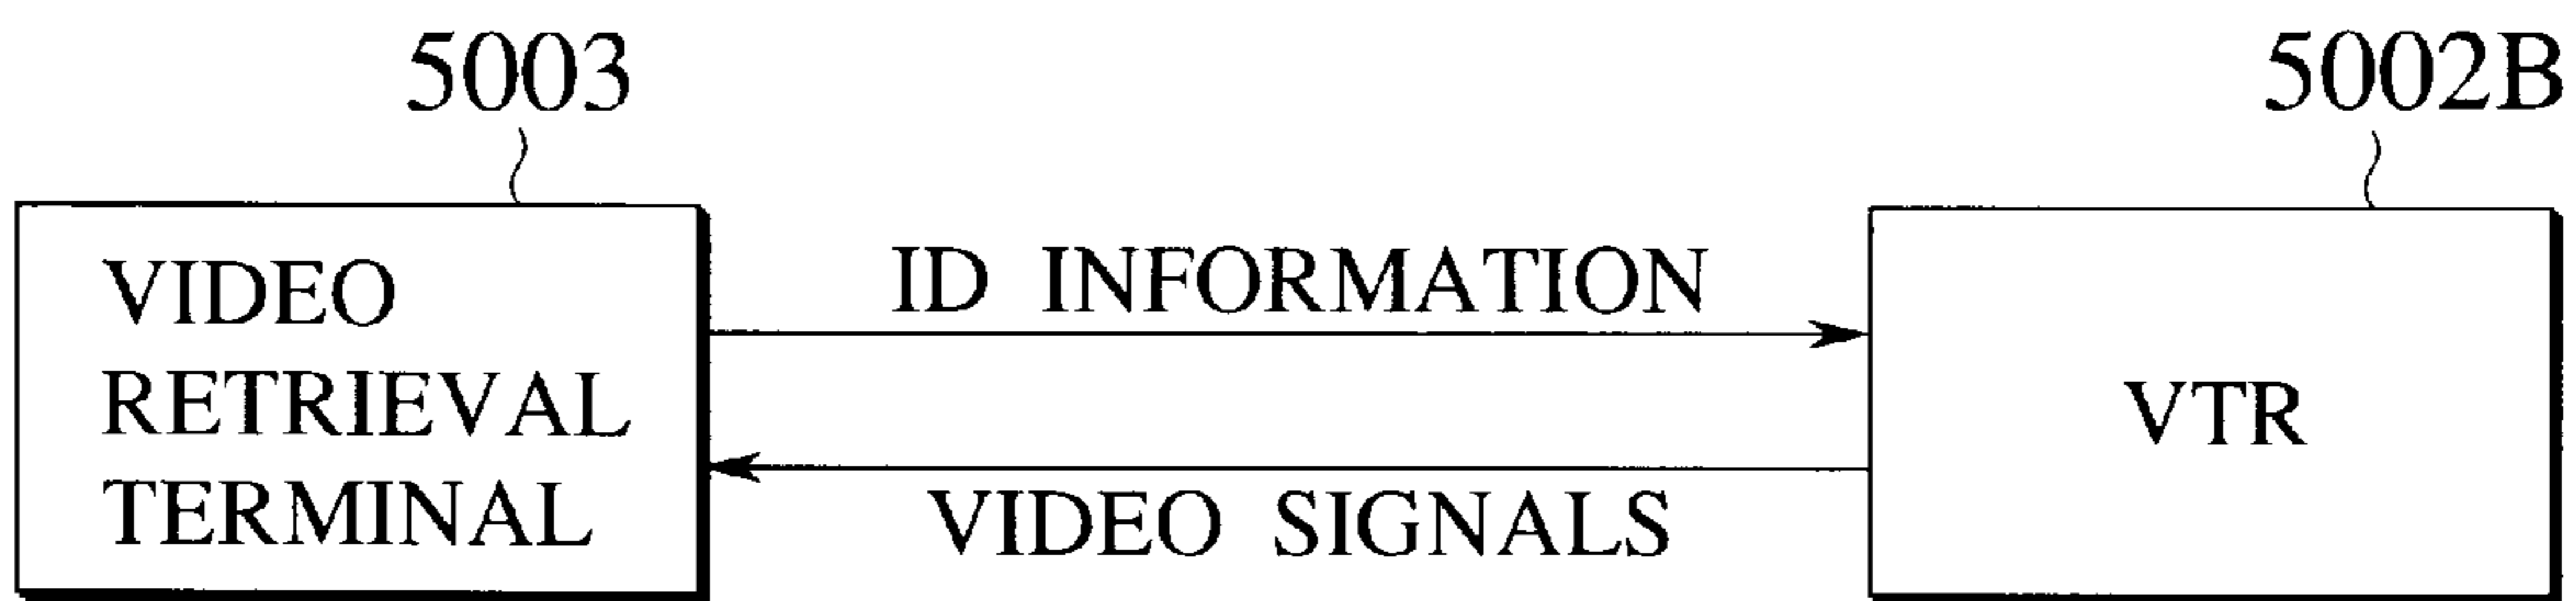 5003
5002B
VIDEO
RETRIEVAL
TERMINAL
ID INFORMATION
VIDEO SIGNALS
VTR